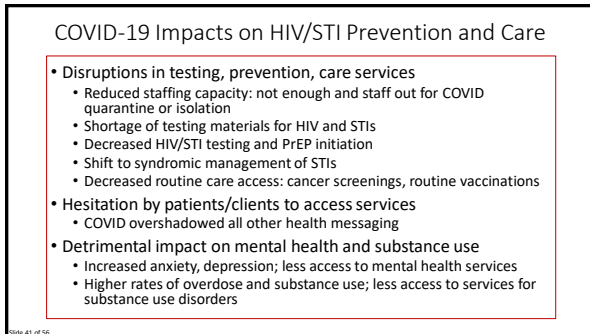 COVID-19 Impacts on HIV/STI Prevention and Care
• Disruptions in testing, prevention, care services
• Reduced staffing capacity: not enough and staff out for COVID
quarantine or isolation
• Shortage of testing materials for HIV and STIs
• Decreased HIV/STI testing and PrEP initiation
• Shift to syndromic management of STIs
• Decreased routine care access: cancer screenings, routine vaccinations
• Hesitation by patients/clients to access services
• COVID overshadowed all other health messaging
• Detrimental impact on mental health and substance use
• Increased anxiety, depression; less access to mental health services
• Higher rates of overdose and substance use; less access to services for
substance use disorders
Slide 41 of 56